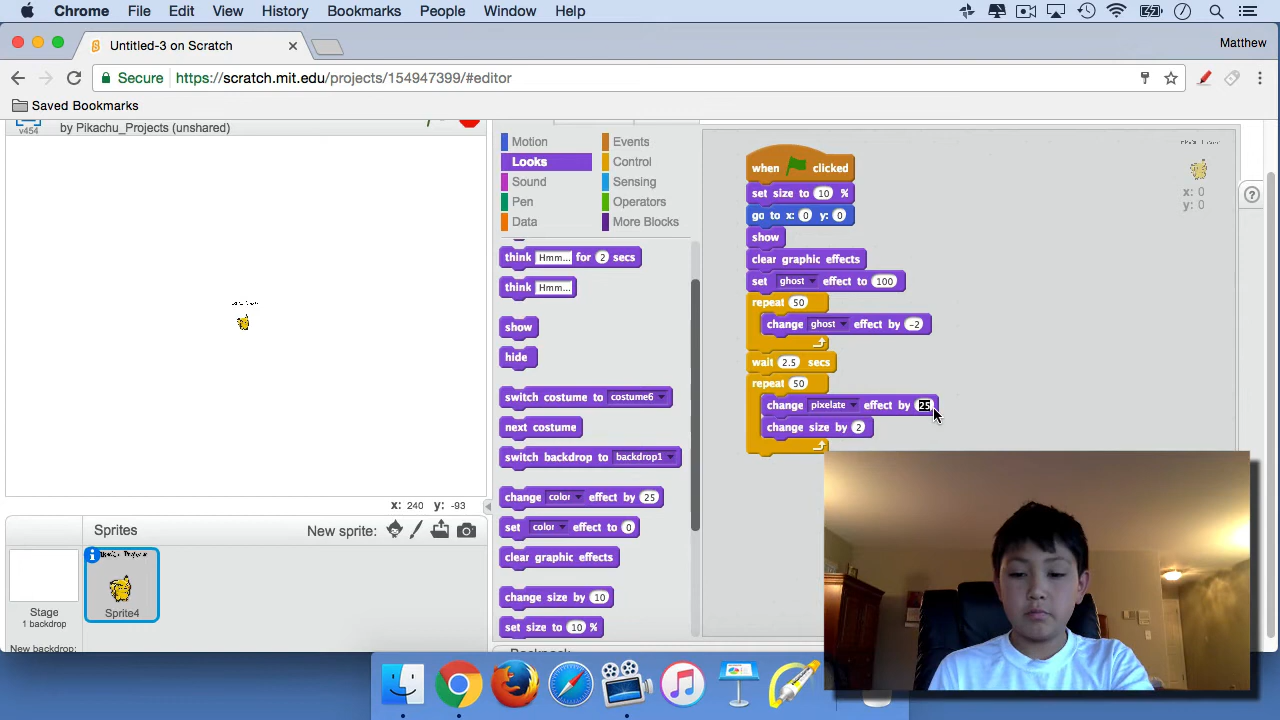 Chrome File Edit View History Bookmarks People Window Help
Untitled-3 on Scratch
Matthew
Secure https://scratch.mit.edu/projects/154947399/#editor
Saved Bookmarks
v454
by Pikachu_Projects (unshared)
Motion Events
Looks Control
Sound Sensing
Pen Operators
Data More Blocks
think Hmm... for 2 secs
think Hmm...
show
hide
switch costume to costume6
next costume
switch backdrop to backdrop1
change color effect by 25
set color effect to 0
clear graphic effects
change size by 10
set size to 10 %
when clicked
set size to 10 %
go to x: 0 y: 0
show
clear graphic effects
set ghost effect to 100
repeat 50
change ghost effect by -2
wait 2.5 secs
repeat 50
change pixelate effect by 25
change size by 2
x: 0
y: 0
?
x: 240 y: -93
Sprites New sprite:
Stage
1 backdrop
New backdrop:
i
Sprite4